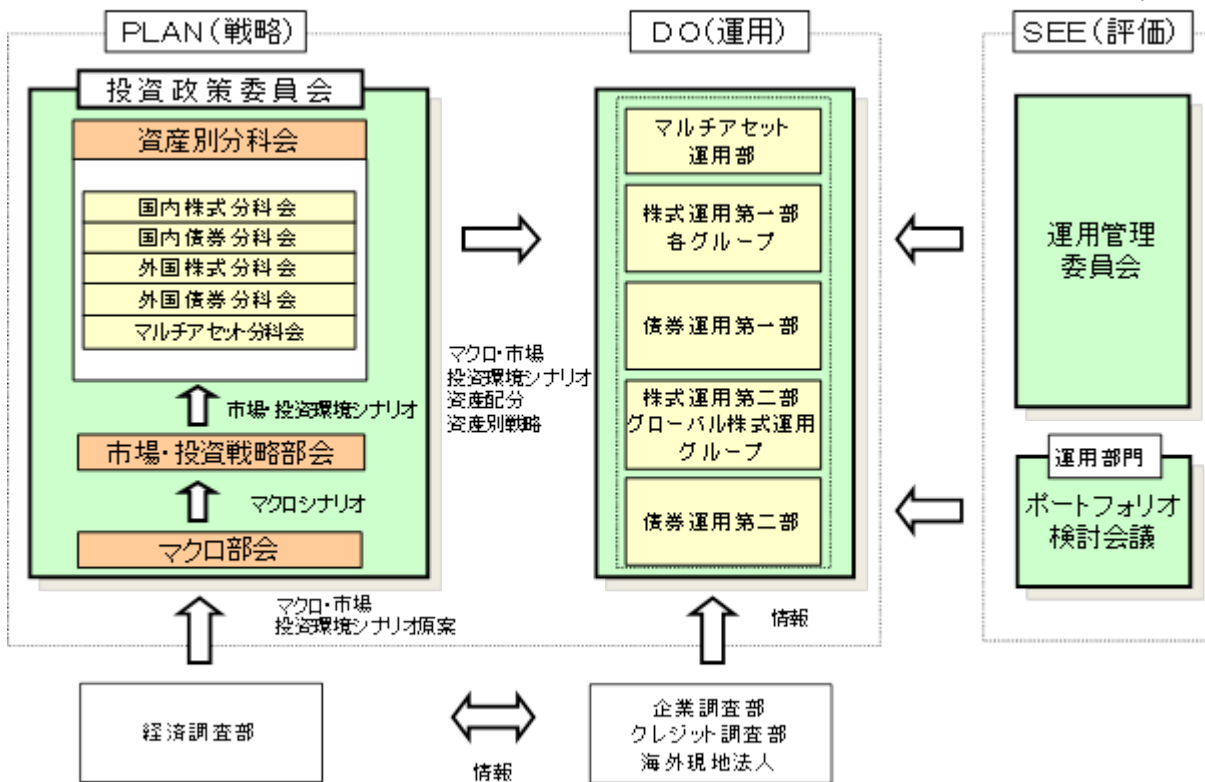 PLAN(戦略)
投資政策委員会
資産別分科会
国内株式分科会
国内債券分科会
外国株式分科会
外国債券分科会
マルチアセット分科会
市場・投資環境シナリオ
市場・投資戦略部会
マクロシナリオ
マクロ部会
マクロ・市場
投資環境シナリオ原案
経済調査部
マクロ・市場
投資環境シナリオ
資産配分
資産別戦略
DO(運用)
マルチアセット
運用部
株式運用第一部
各グループ
債券運用第一部
株式運用第二部
グローバル株式運用
グループ
債券運用第二部
情報
企業調査部
クレジット調査部
海外現地法人
情報
SEE(評価)
運用管理
委員会
運用部門
ポートフォリオ
検討会議